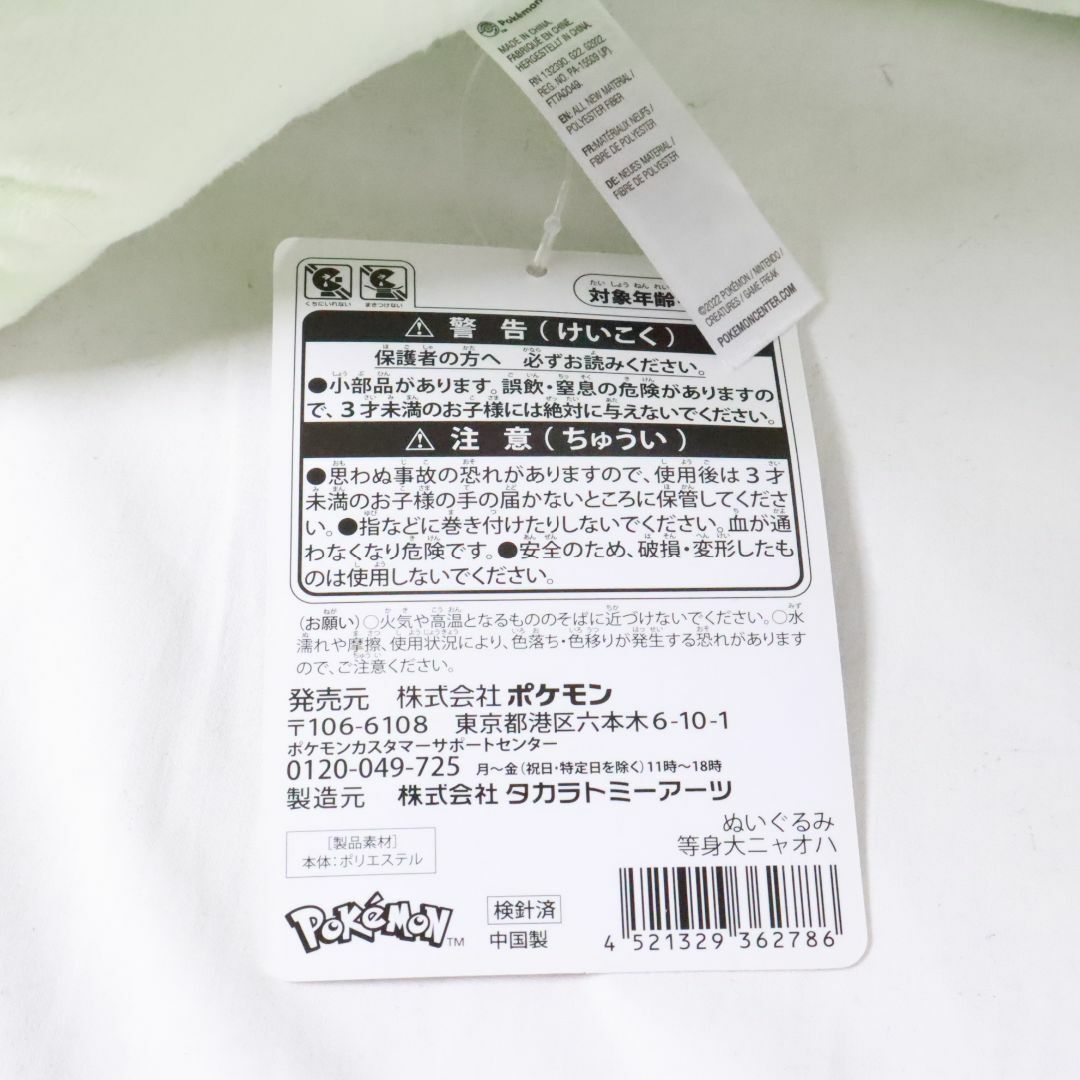 Pokémon
MADE IN CHINA.
FABRIQUÉ EN CHINE
HERGESTELLT IN CHINA.
RN 132390. G22. S2922.
REG. NO. PA-15509 (JP).
FTTA0049.
EN: ALL NEW MATERIAL /
POLYESTER FIBER
FR:MATÉRIAUX NEUFS /
FIBRE DE POLYESTER
DE: NEUES MATERIAL /
FIBRE DE POLYESTER
©2022 POKÉMON / NINTENDO /
CREATURES / GAME FREAK
POKEMONCENTER.COM
くちにいれない まきつけない
対象年齢
警告(けいこく)
保護者の方へ 必ずお読みください。
●小部品があります。誤飲・窒息の危険がありますの
で、3才未満のお子様には絶対に与えないでください。
注意(ちゅうい)
●思わぬ事故の恐れがありますので、使用後は3才
未満のお子様の手の届かないところに保管してくださ
い。●指などに巻き付けたりしないでください。血が通
わなくなり危険です。●安全のため、破損・変形したも
のは使用しないでください。
(お願い)○火気や高温となるもののそばに近づけないでください。○水
濡れや摩擦、使用状況により、色落ち・色移りが発生する恐れがあります
ので、ご注意ください。
発売元 株式会社 ポケモン
〒106-6108 東京都港区六本木6-10-1
ポケモンカスタマーサポートセンター
0120-049-725 月~金(祝日・特定日を除く)11時~18時
製造元 株式会社 タカラトミーアーツ
ぬいぐるみ
等身大ニャオハ
[製品素材]
本体:ポリエステル
POKéMON TM
検針済
中国製
4 521329 362786